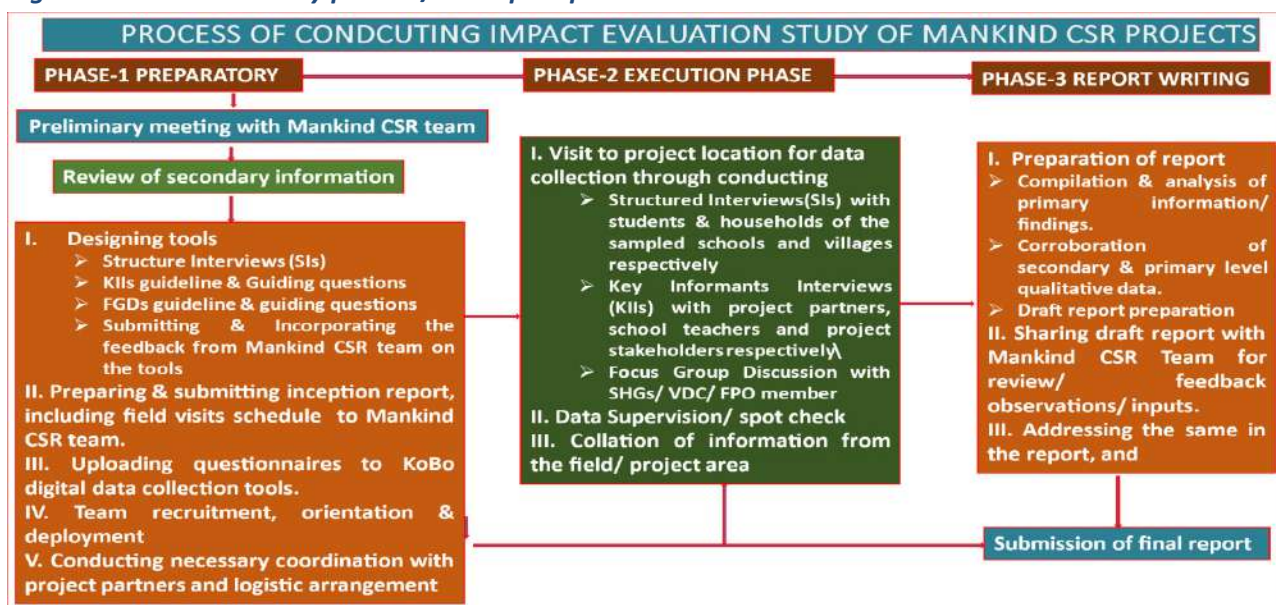 PROCESS OF CONDCUTING IMPACT EVALUATION STUDY OF MANKIND CSR PROJECTS
PHASE-1 PREPARATORY
Preliminary meeting with Mankind CSR team
Review of secondary information
I. Designing tools
➢ Structure Interviews (SIs)
➢ KIIs guideline & Guiding questions
➢ FGDs guideline & guiding questions
➢ Submitting & Incorporating the
feedback from Mankind CSR team on
the tools
II. Preparing & submitting inception report,
including field visits schedule to Mankind
CSR team.
III. Uploading questionnaires to KoBo
digital data collection tools.
IV. Team recruitment, orientation &
deployment
V. Conducting necessary coordination with
project partners and logistic arrangement
PHASE-2 EXECUTION PHASE
I. Visit to project location for data
collection through conducting
➢ Structured Interviews(SIs) with
students & households of the
sampled schools and villages
respectively
➢ Key Informants Interviews
(KIIs) with project partners,
school teachers and project
stakeholders respectively\
➢ Focus Group Discussion with
SHGs/ VDC/ FPO member
II. Data Supervision/ spot check
III. Collation of information from
the field/ project area
PHASE-3 REPORT WRITING
I. Preparation of report
➢ Compilation & analysis of
primary information/
findings.
➢ Corroboration of
secondary & primary level
qualitative data.
➢ Draft report preparation
II. Sharing draft report with
Mankind CSR Team for
review/ feedback
observations/ inputs.
III. Addressing the same in
the report, and
Submission of final report